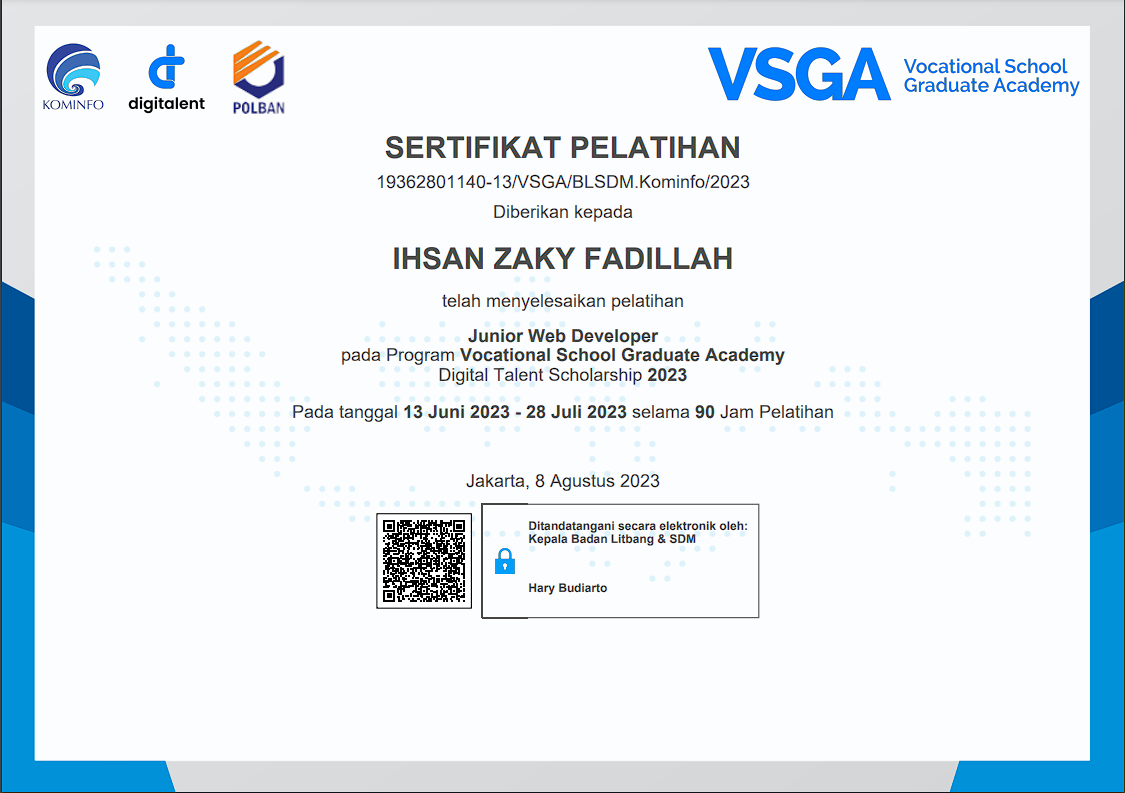 KOMINFO
digitalent
POLBAN
VSGA
Vocational School
Graduate Academy
SERTIFIKAT PELATIHAN
19362801140-13/VSGA/BLSDM.Kominfo/2023
Diberikan kepada
IHSAN ZAKY FADILLAH
telah menyelesaikan pelatihan
Junior Web Developer
pada Program Vocational School Graduate Academy
Digital Talent Scholarship 2023
Pada tanggal 13 Juni 2023 - 28 Juli 2023 selama 90 Jam Pelatihan
Jakarta, 8 Agustus 2023
Ditandatangani secara elektronik oleh:
Kepala Badan Litbang & SDM
Hary Budiarto